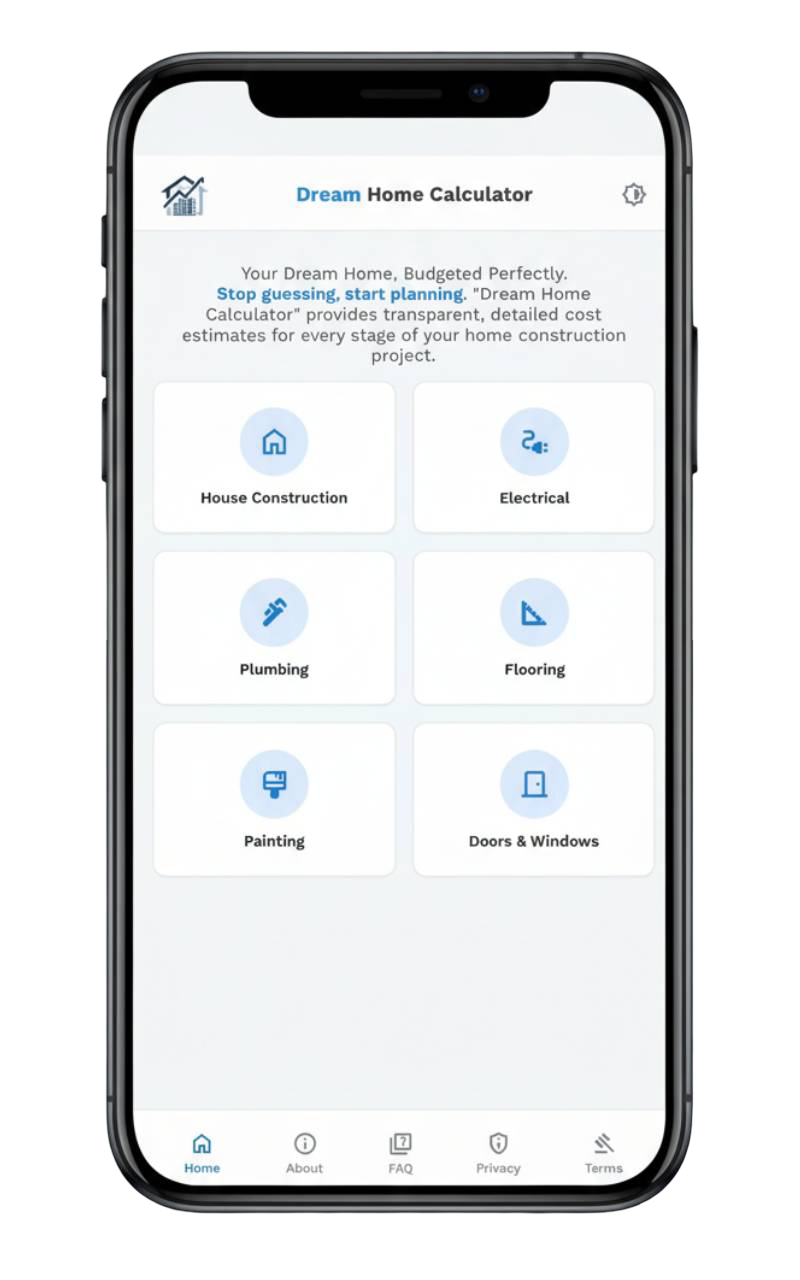 Dream Home Calculator
Your Dream Home, Budgeted Perfectly.
Stop guessing, start planning. "Dream Home
Calculator" provides transparent, detailed cost
estimates for every stage of your home construction
project.
House Construction
Electrical
Plumbing
Flooring
Painting
Doors & Windows
Home
About
FAQ
Privacy
Terms